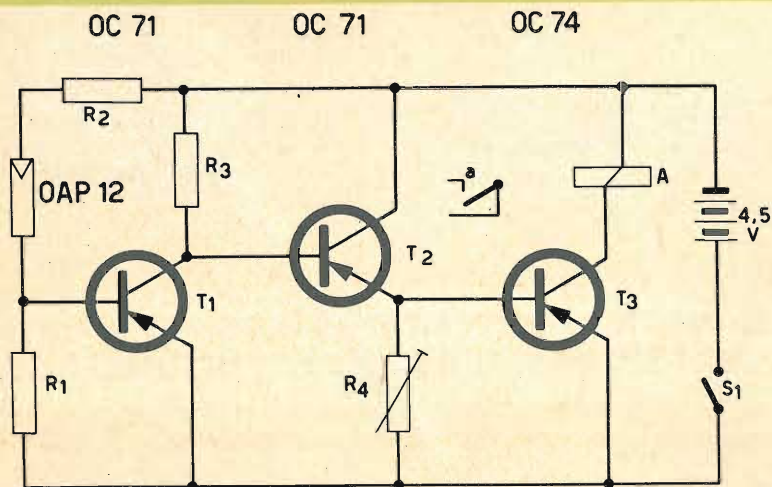 OC 71 OC 71 OC 74
R2
R3
OAP 12
a
A
4,5
V
T1
T2
T3
R1
R4
S1